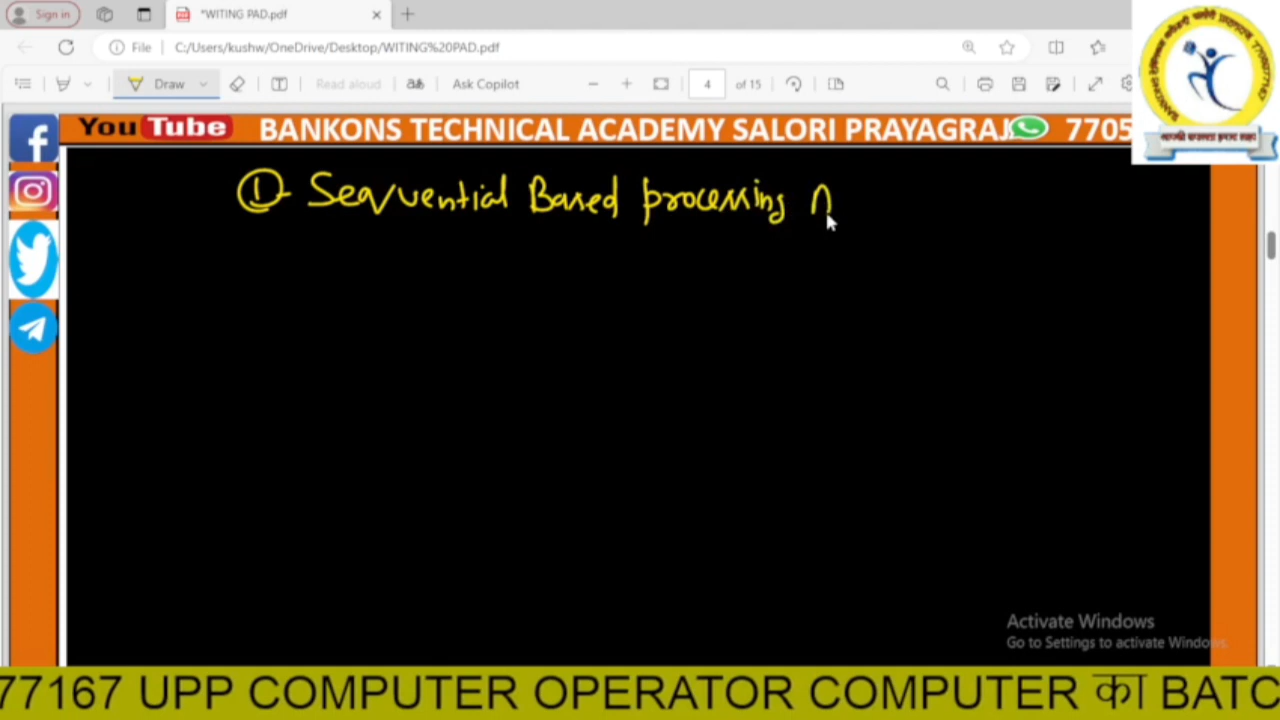 Sign in
*WITING PAD.pdf
File C:/Users/kushw/OneDrive/Desktop/WITING%20PAD.pdf
Draw Read aloud Ask Copilot 4 of 15
YouTube BANKONS TECHNICAL ACADEMY SALORI PRAYAGRAJ 7705
① Sequential Based processing
Activate Windows
Go to Settings to activate Windows.
77167 UPP COMPUTER OPERATOR COMPUTER का BATC